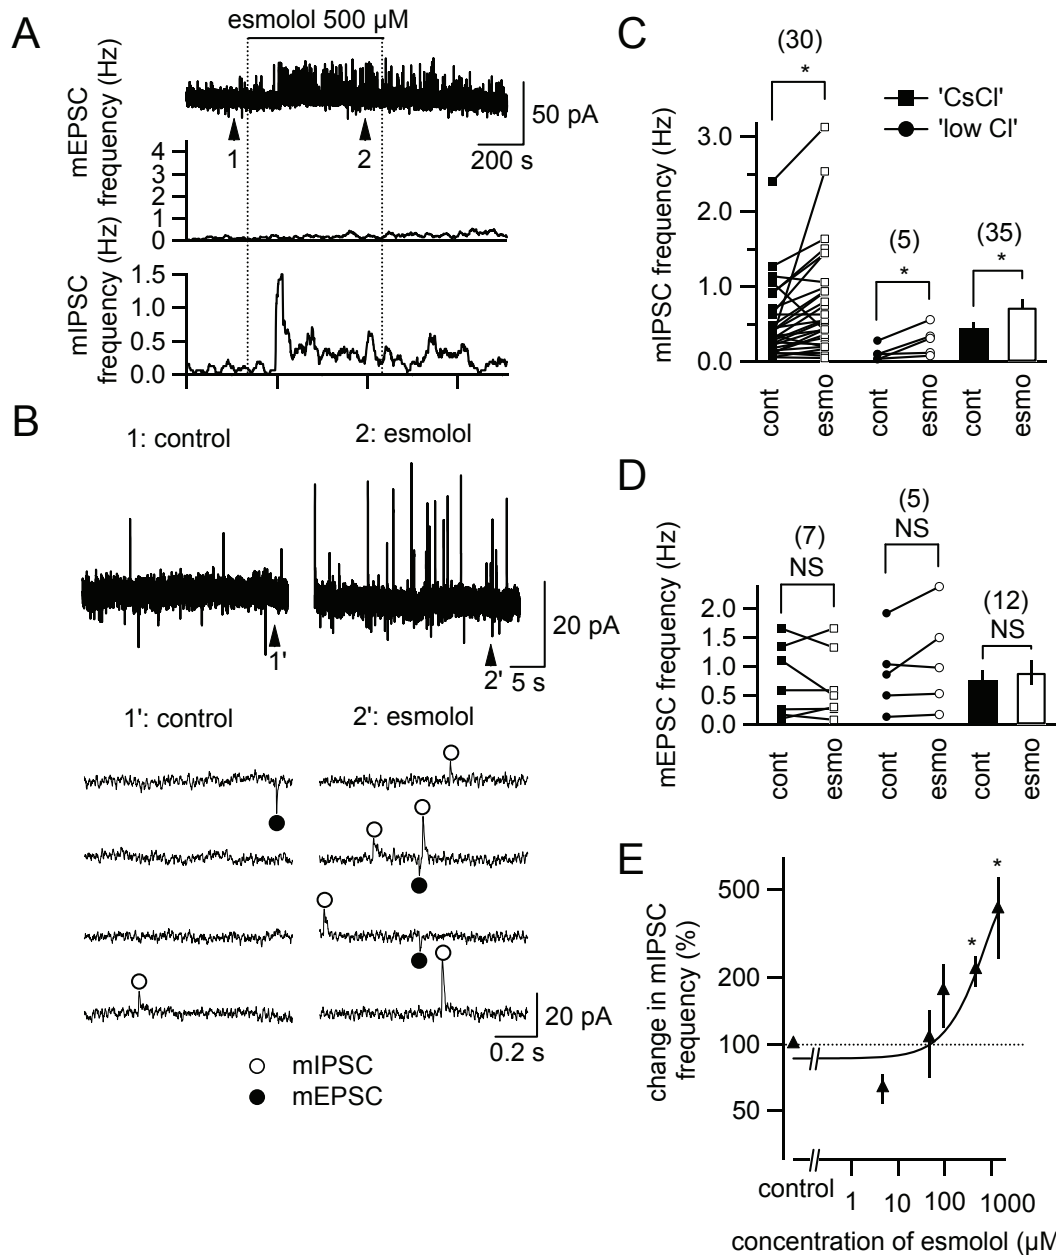 A
esmolol 500 µM
mEPSC
frequency (Hz)
50 pA
200 s
1
2
4
3
2
1
0
mIPSC
frequency (Hz)
1.5
1.0
0.5
0.0
B
1: control
2: esmolol
20 pA
5 s
1'
2'
1': control
2': esmolol
20 pA
0.2 s
mIPSC
mEPSC
C
(30)
*
'CsCl'
'low Cl'
mIPSC frequency (Hz)
3.0
2.0
1.0
0.0
(5)
*
(35)
*
cont
esmo
cont
esmo
cont
esmo
D
mEPSC frequency (Hz)
(7)
NS
(5)
NS
(12)
NS
2.0
1.5
1.0
0.5
0.0
cont
esmo
cont
esmo
cont
esmo
E
change in mIPSC
frequency (%)
500
200
100
50
*
*
control
1
10
100
1000
concentration of esmolol (µM